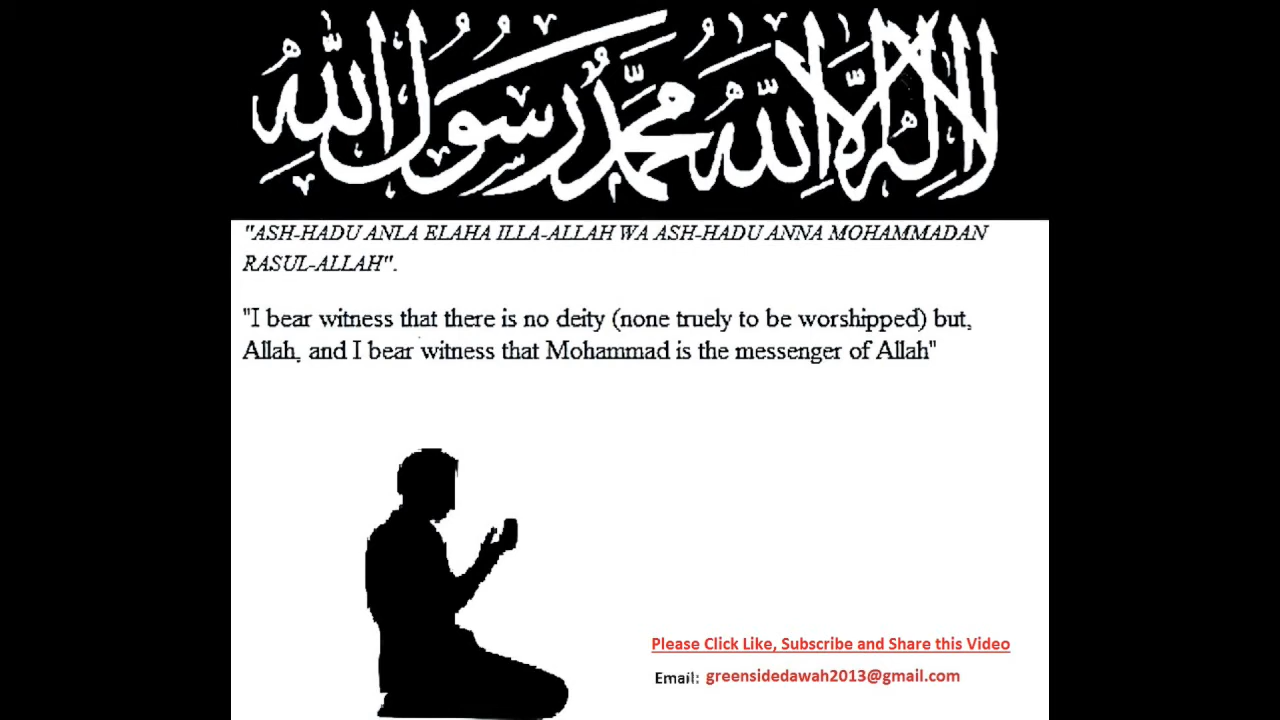 لا إله إلا الله محمد رسول الله
"ASH-HADU ANLA ELAHA ILLA-ALLAH WA ASH-HADU ANNA MOHAMMADAN
RASUL-ALLAH".
"I bear witness that there is no deity (none truely to be worshipped) but,
Allah, and I bear witness that Mohammad is the messenger of Allah"
Please Click Like, Subscribe and Share this Video
Email: greensidedawah2013@gmail.com